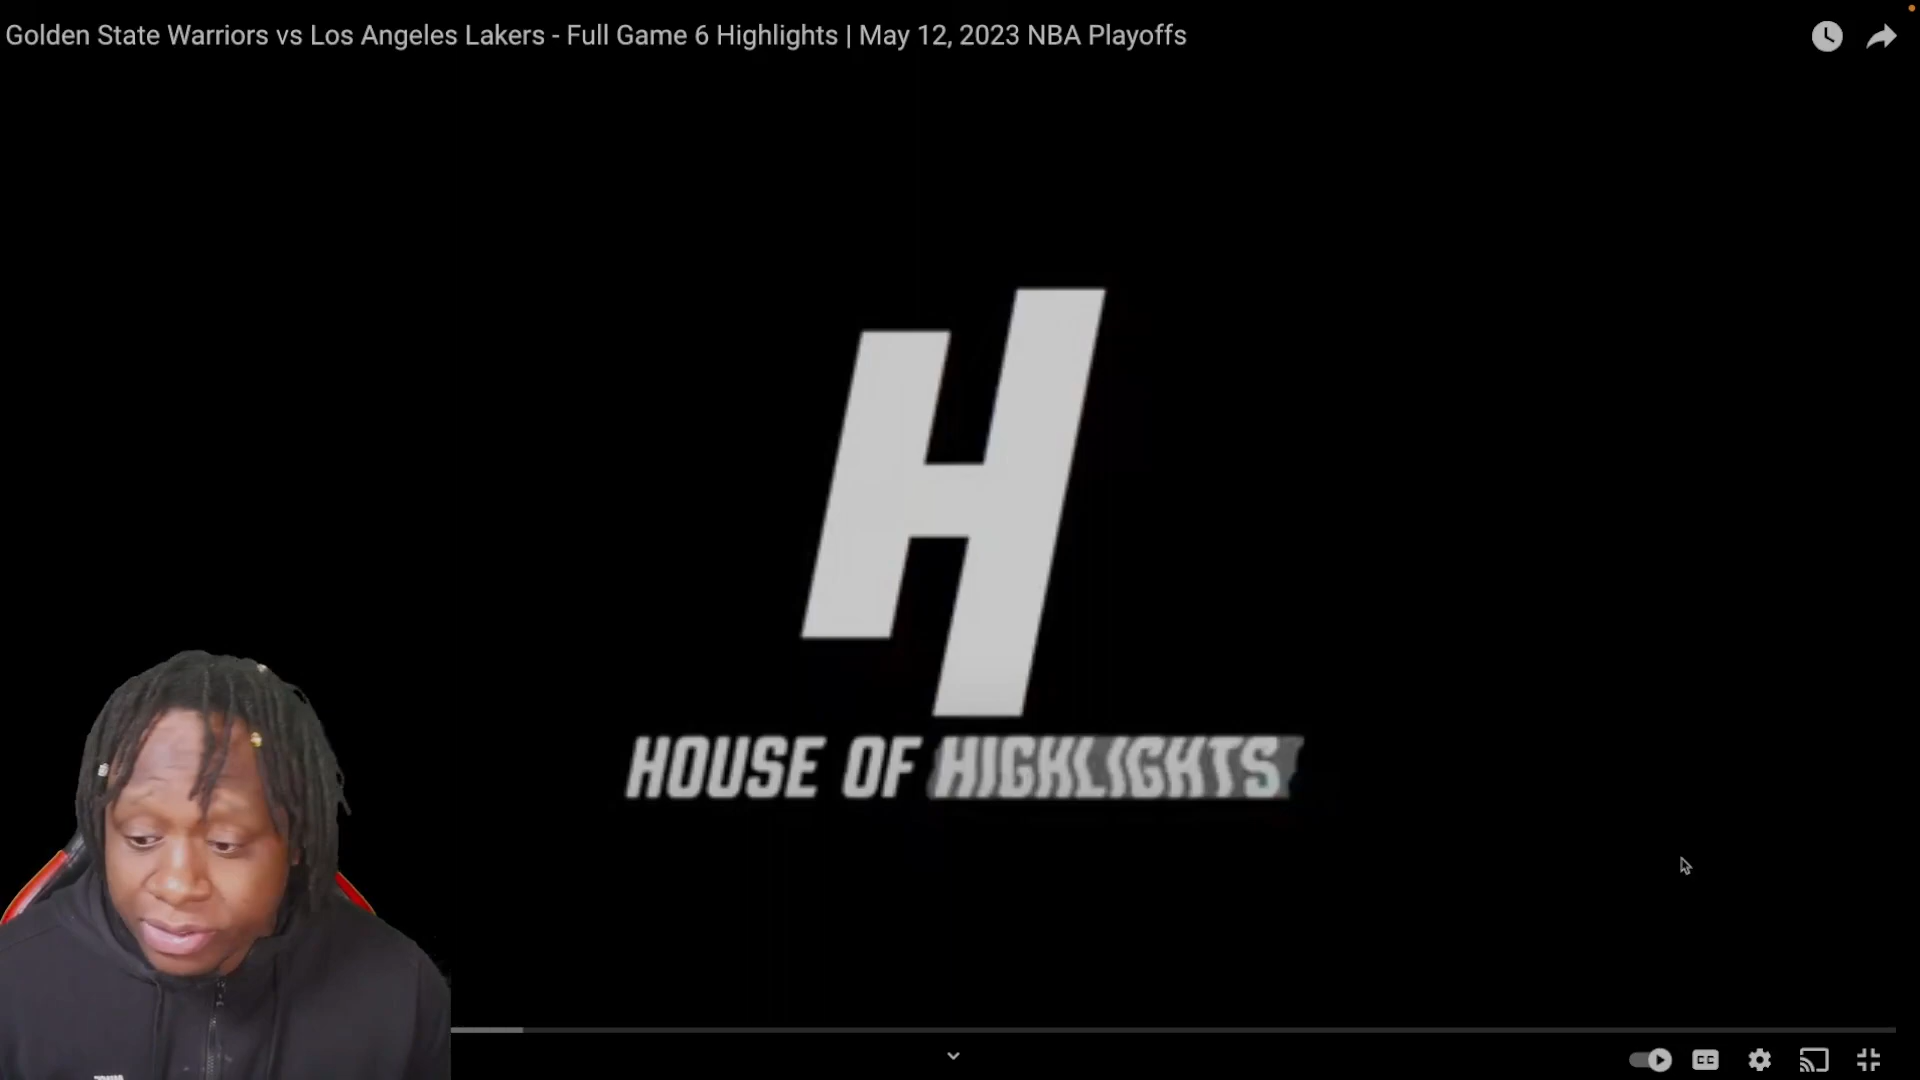 Golden State Warriors vs Los Angeles Lakers - Full Game 6 Highlights | May 12, 2023 NBA Playoffs
H
HOUSE OF HIGHLIGHTS
CC